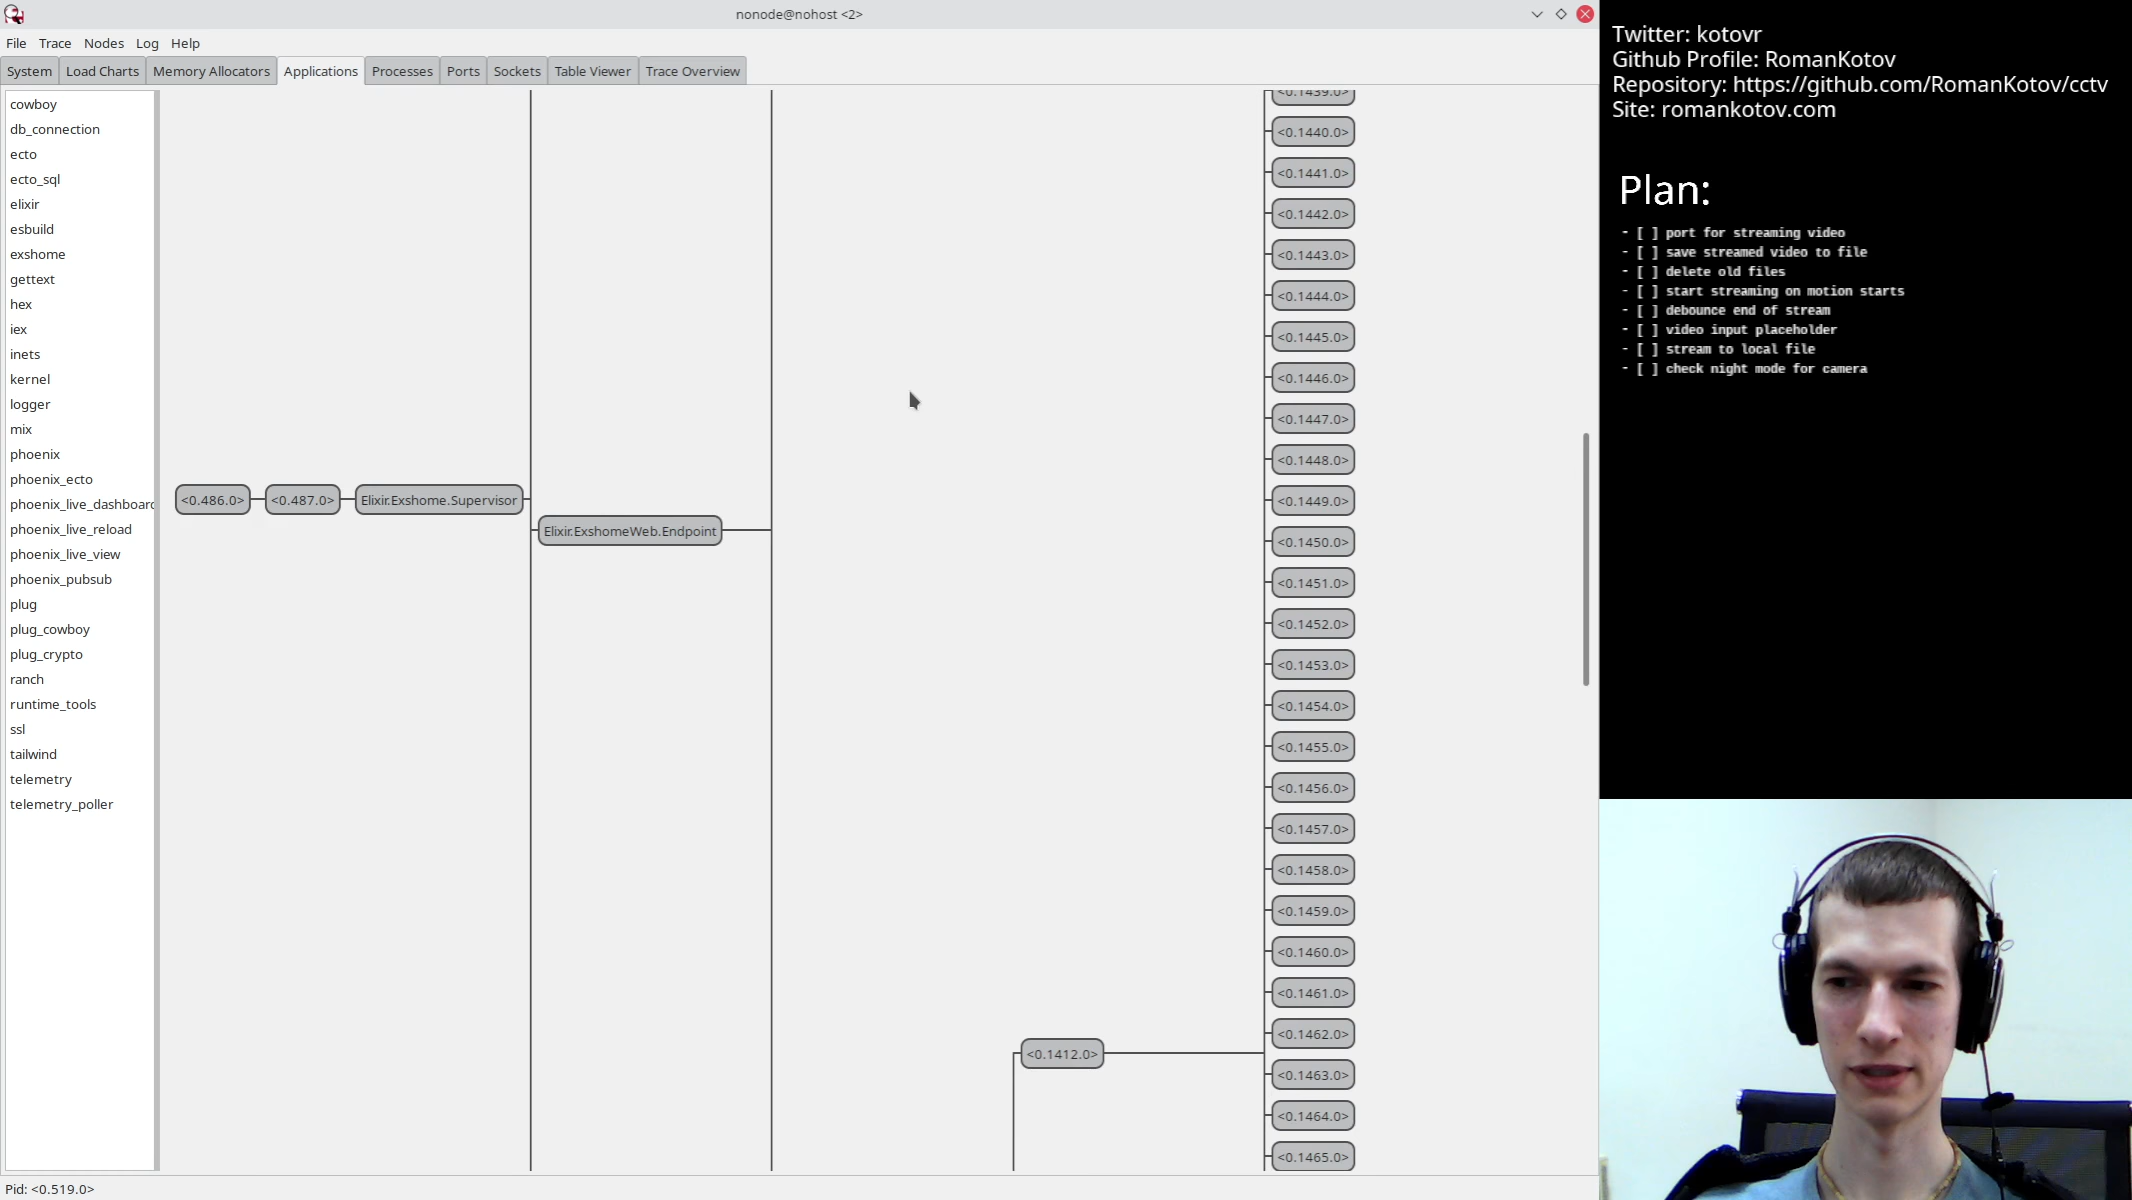 nonode@nohost <2>
File Trace Nodes Log Help
System Load Charts Memory Allocators Applications Processes Ports Sockets Table Viewer Trace Overview
cowboy
db_connection
ecto
ecto_sql
elixir
esbuild
exshome
gettext
hex
iex
inets
kernel
logger
mix
phoenix
phoenix_ecto
phoenix_live_dashboard
phoenix_live_reload
phoenix_live_view
phoenix_pubsub
plug
plug_cowboy
plug_crypto
ranch
runtime_tools
ssl
tailwind
telemetry
telemetry_poller
<0.486.0> <0.487.0> Elixir.Exshome.Supervisor
Elixir.ExshomeWeb.Endpoint
<0.1412.0>
<0.1439.0>
<0.1440.0>
<0.1441.0>
<0.1442.0>
<0.1443.0>
<0.1444.0>
<0.1445.0>
<0.1446.0>
<0.1447.0>
<0.1448.0>
<0.1449.0>
<0.1450.0>
<0.1451.0>
<0.1452.0>
<0.1453.0>
<0.1454.0>
<0.1455.0>
<0.1456.0>
<0.1457.0>
<0.1458.0>
<0.1459.0>
<0.1460.0>
<0.1461.0>
<0.1462.0>
<0.1463.0>
<0.1464.0>
<0.1465.0>
Pid: <0.519.0>
Twitter: kotovr
Github Profile: RomanKotov
Repository: https://github.com/RomanKotov/cctv
Site: romankotov.com
Plan:
- [ ] port for streaming video
- [ ] save streamed video to file
- [ ] delete old files
- [ ] start streaming on motion starts
- [ ] debounce end of stream
- [ ] video input placeholder
- [ ] stream to local file
- [ ] check night mode for camera